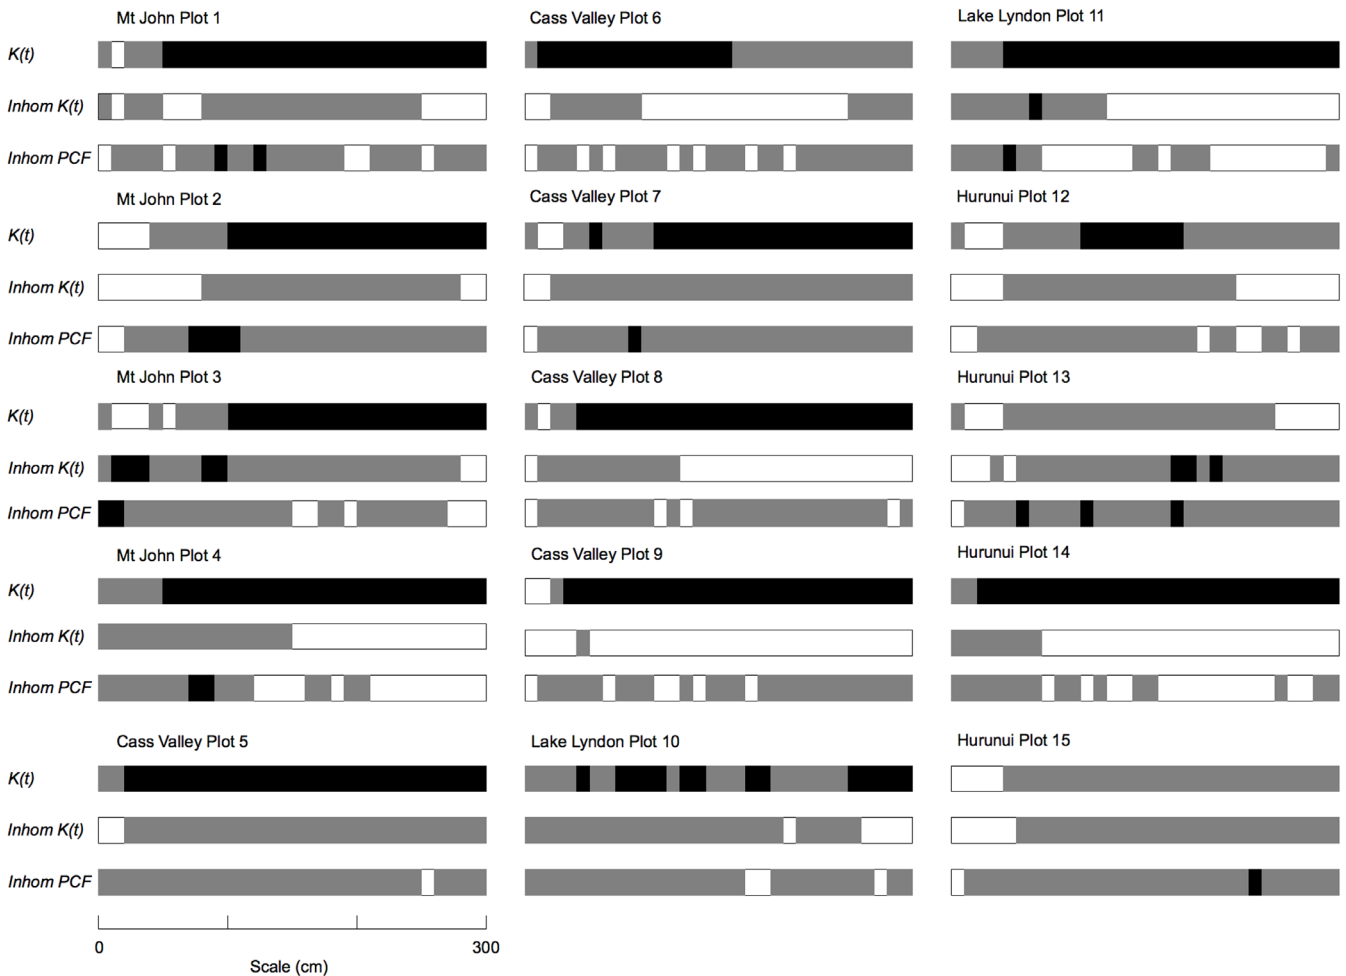 Mt John Plot 1 Cass Valley Plot 6 Lake Lyndon Plot 11
K(t)
Inhom K(t)
Inhom PCF
Mt John Plot 2 Cass Valley Plot 7 Hurunui Plot 12
K(t)
Inhom K(t)
Inhom PCF
Mt John Plot 3 Cass Valley Plot 8 Hurunui Plot 13
K(t)
Inhom K(t)
Inhom PCF
Mt John Plot 4 Cass Valley Plot 9 Hurunui Plot 14
K(t)
Inhom K(t)
Inhom PCF
Cass Valley Plot 5 Lake Lyndon Plot 10 Hurunui Plot 15
K(t)
Inhom K(t)
Inhom PCF
0 300
Scale (cm)